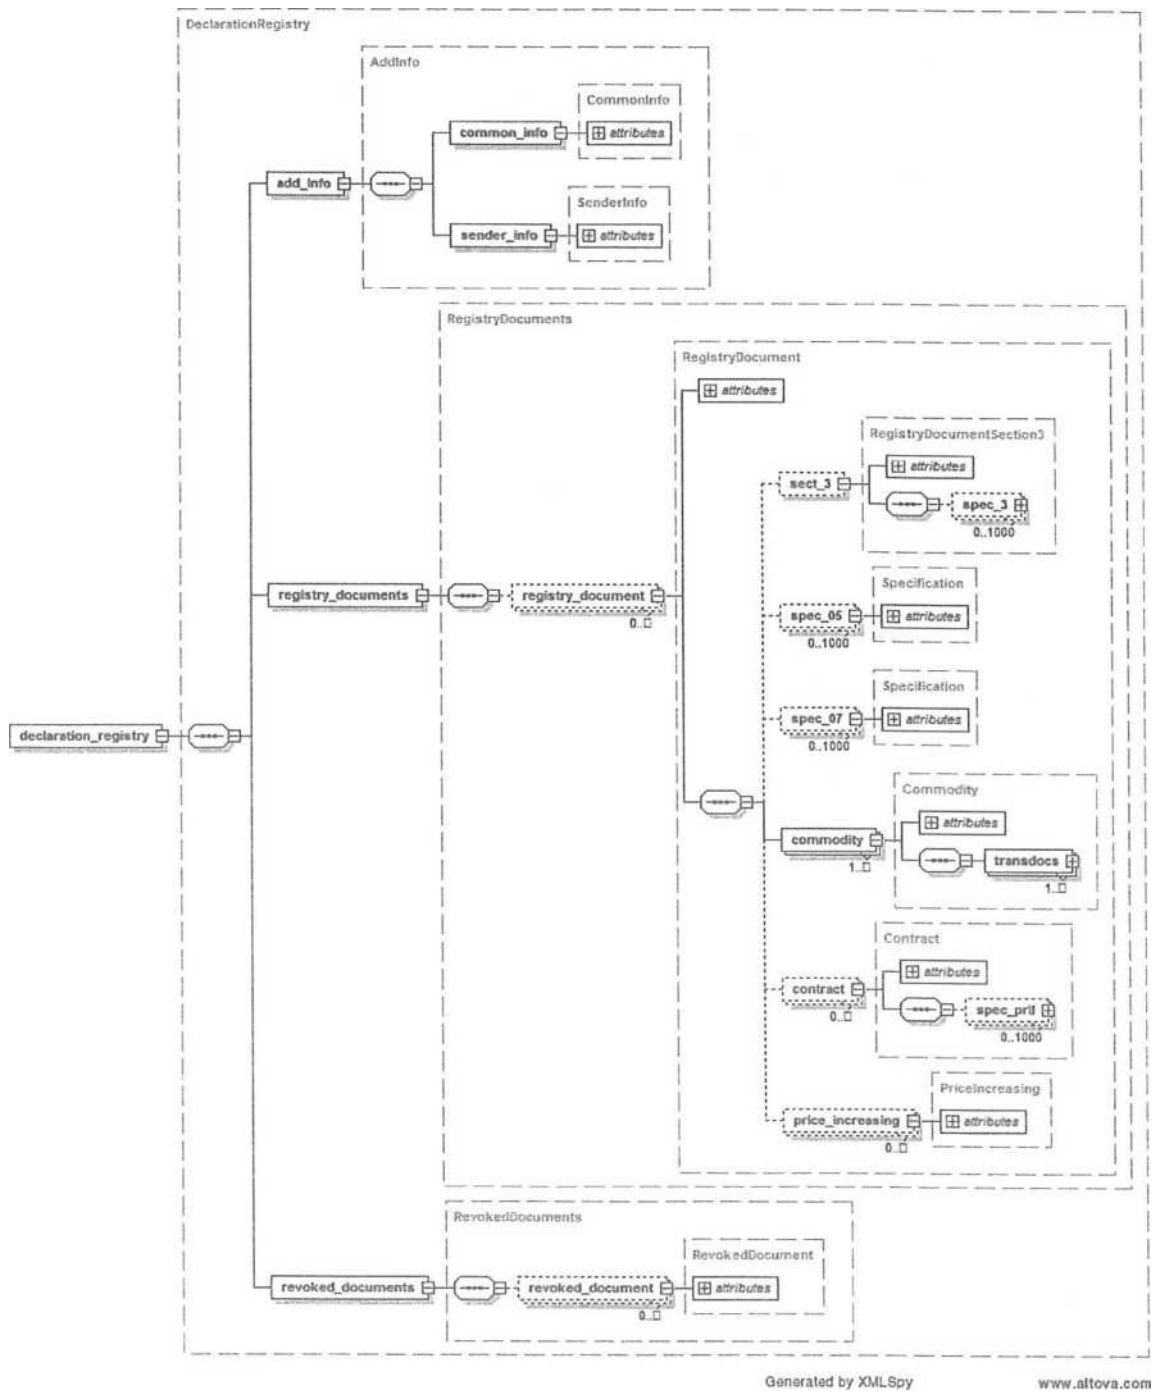 DeclarationRegistry
AddInfo
CommonInfo
common_info
attributes
add_info
SenderInfo
sender_info
attributes
RegistryDocuments
RegistryDocument
attributes
RegistryDocumentSection3
attributes
sect_3
spec_3
0..1000
Specification
registry_documents
registry_document
0..□
spec_05
attributes
0..1000
Specification
spec_07
attributes
0..1000
declaration_registry
Commodity
attributes
commodity
1..□
transdocs
1..□
Contract
attributes
contract
0..□
spec_pril
0..1000
PriceIncreasing
price_increasing
attributes
0..□
RevokedDocuments
RevokedDocument
revoked_documents
revoked_document
attributes
0..□
Generated by XMLSpy
www.altova.com